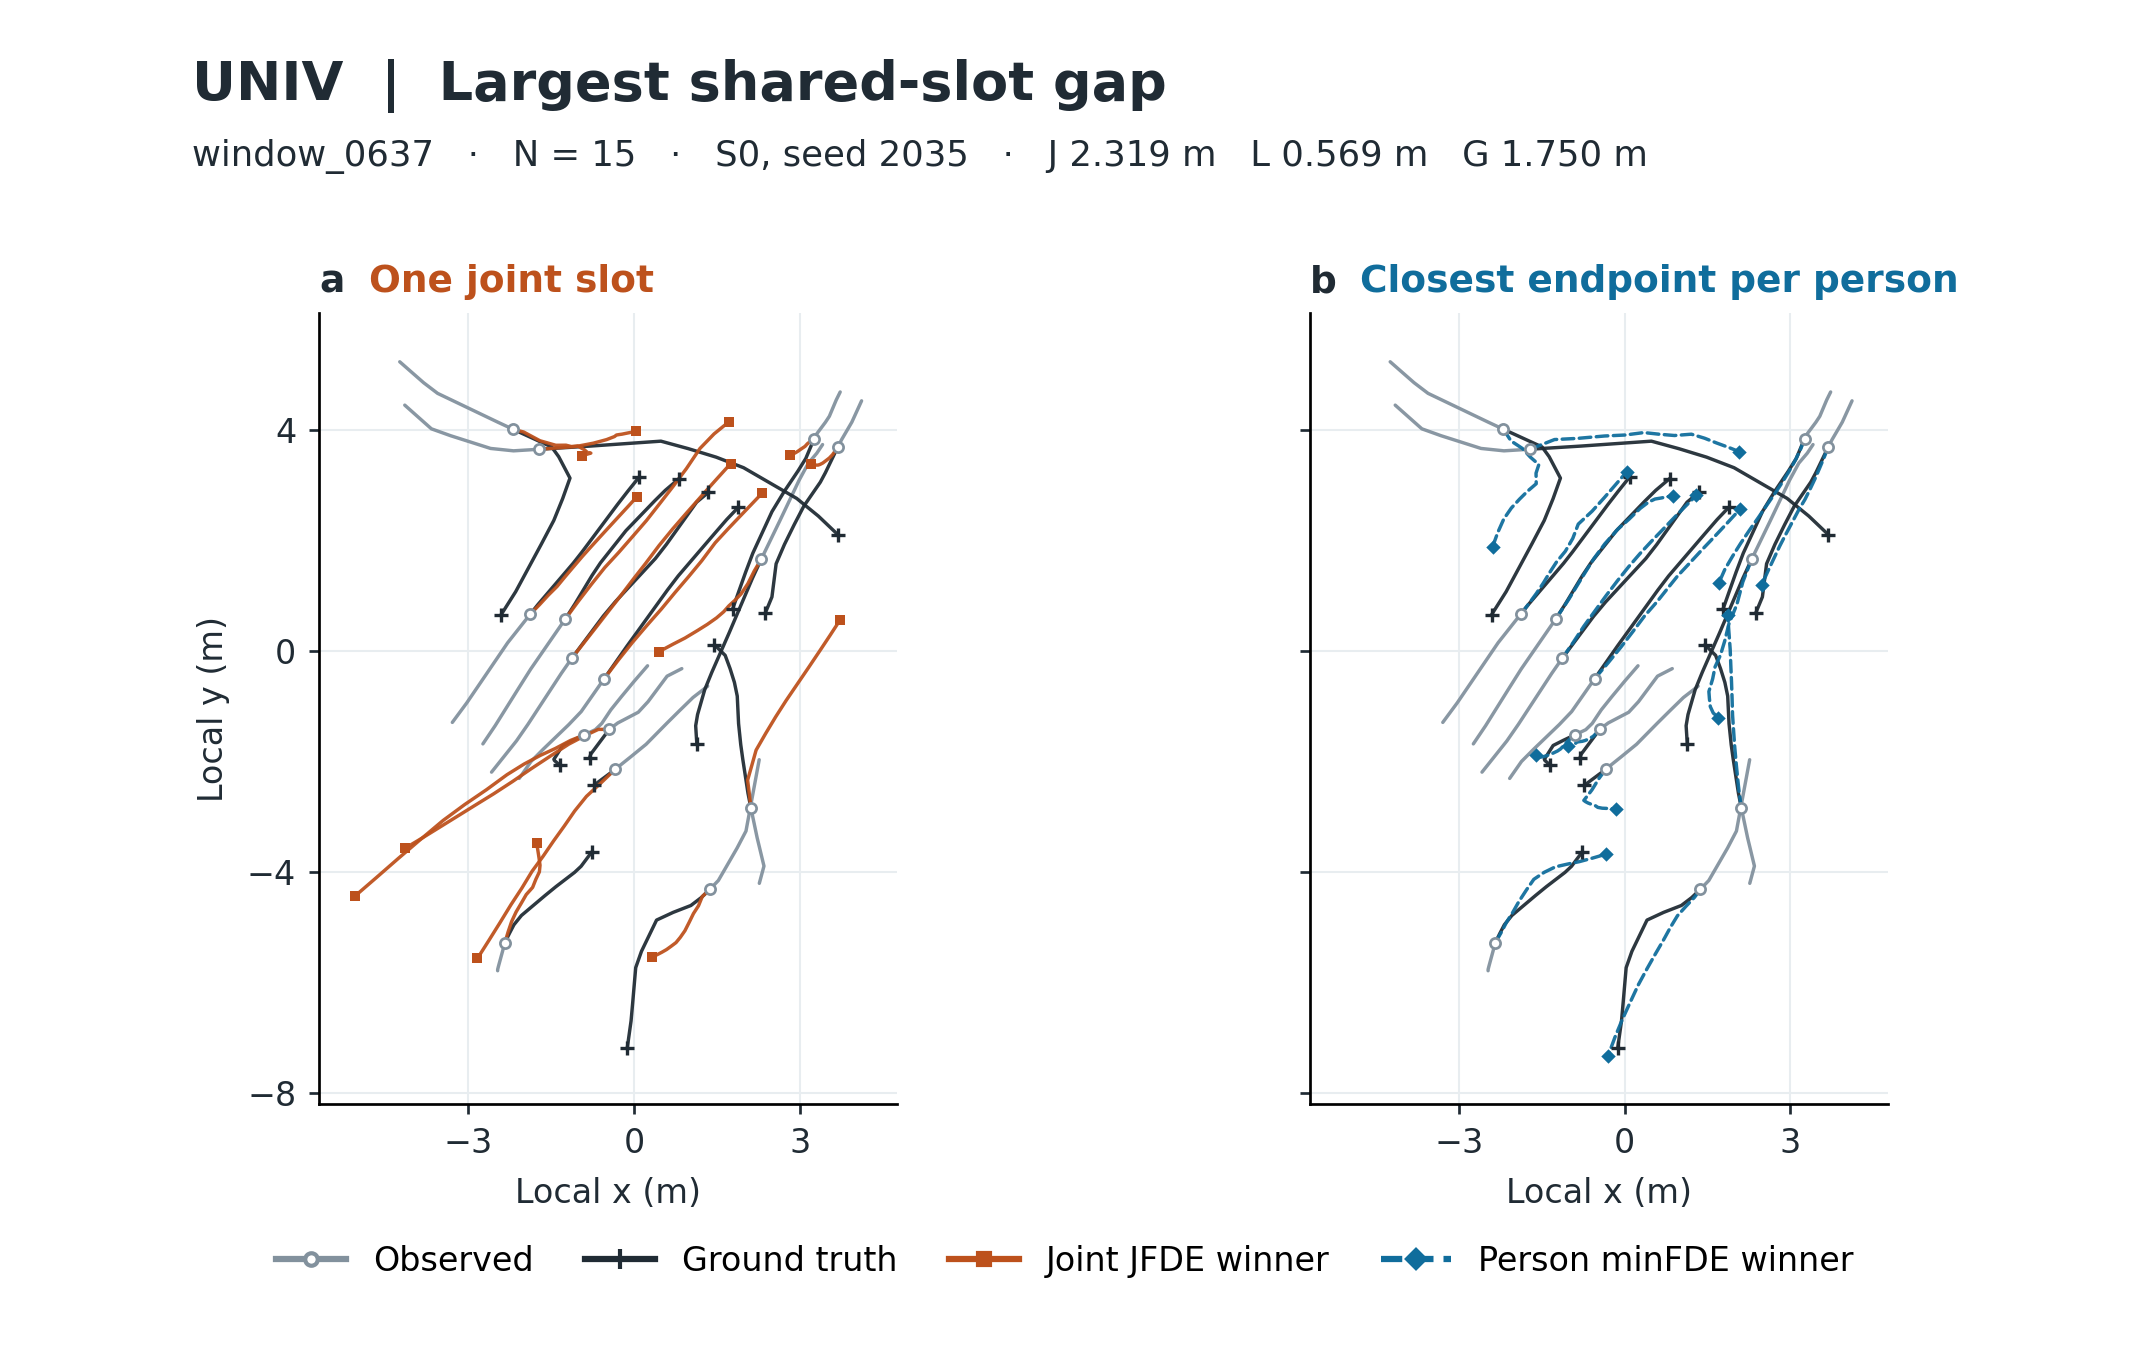 UNIV | Largest shared-slot gap
window_0637 · N = 15 · S0, seed 2035 · J 2.319 m L 0.569 m G 1.750 m
a One joint slot
b Closest endpoint per person
Local y (m)
4
0
−4
−8
−3 0 3
−3 0 3
Local x (m)
Local x (m)
Observed Ground truth Joint JFDE winner Person minFDE winner